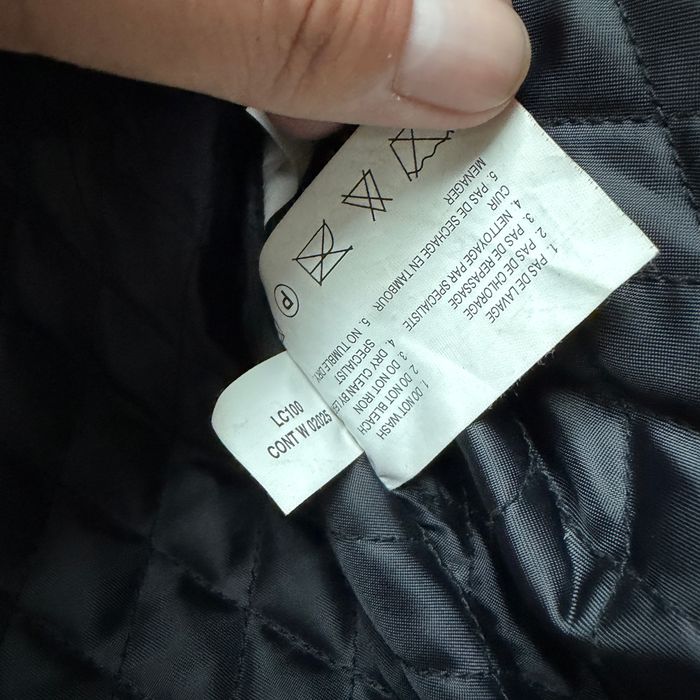 1. PAS DE LAVAGE
2. PAS DE CHLORAGE
3. PAS DE REPASSAGE
4. NETTOYAGE PAR SPECIALISTE
CUIR
5. PAS DE SECHAGE EN TAMBOUR
MENAGER
1. DO NOT WASH
2. DO NOT BLEACH
3. DO NOT IRON
4. DRY CLEAN BY
SPECIALIST
5. NO TUMBLE DRY
P
LC100
CONT W 02025